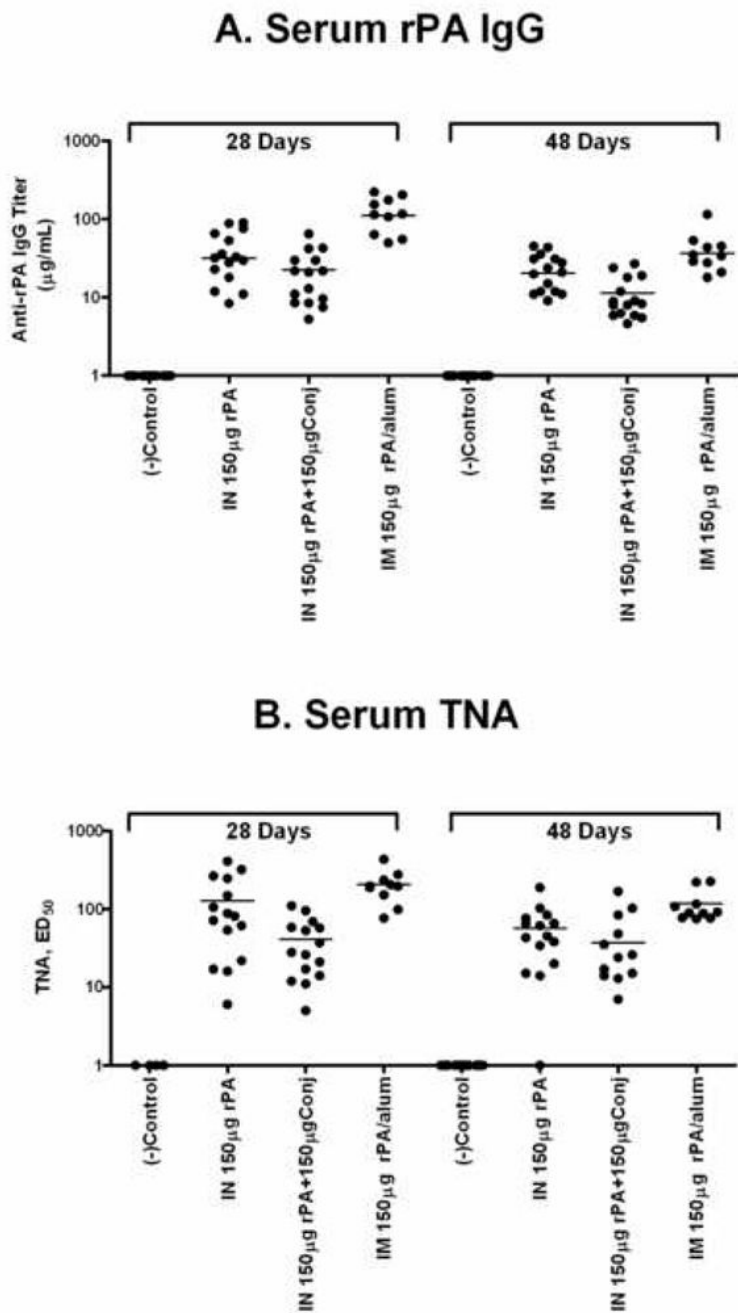 A. Serum rPA IgG
28 Days
48 Days
Anti-rPA IgG Titer
(μg/mL)
1000
100
10
1
(-)Control
IN 150μg rPA
IN 150μg rPA+150μgConj
IM 150μg rPA/alum
(-)Control
IN 150μg rPA
IN 150μg rPA+150μgConj
IM 150μg rPA/alum
B. Serum TNA
28 Days
48 Days
TNA, ED50
1000
100
10
1
(-)Control
IN 150μg rPA
IN 150μg rPA+150μgConj
IM 150μg rPA/alum
(-)Control
IN 150μg rPA
IN 150μg rPA+150μgConj
IM 150μg rPA/alum